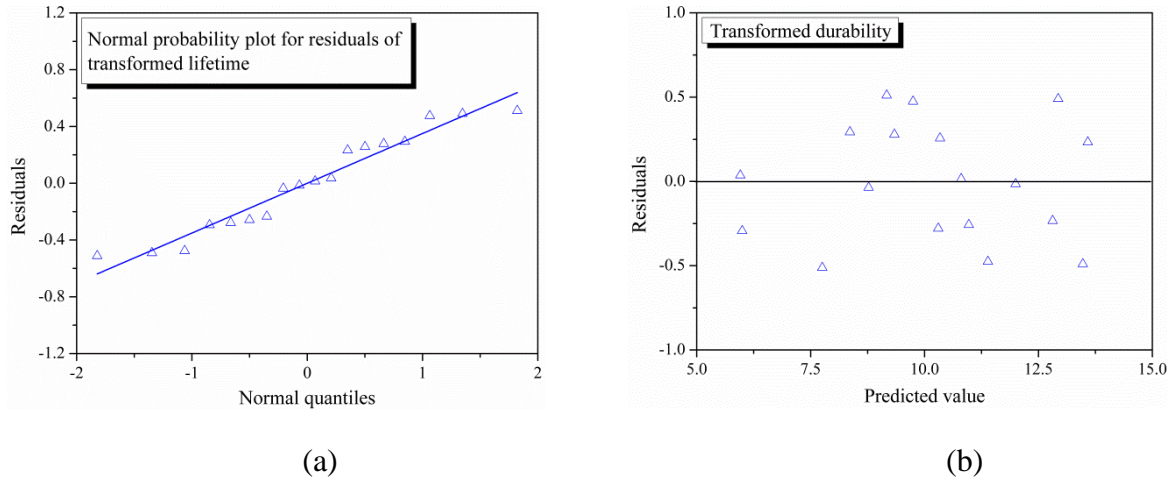 Normal probability plot for residuals of
transformed lifetime
1.2
0.8
0.4
0.0
-0.4
-0.8
-1.2
Residuals
-2
-1
0
1
2
Normal quantiles
(a)
Transformed durability
1.0
0.5
0.0
-0.5
-1.0
Residuals
5.0
7.5
10.0
12.5
15.0
Predicted value
(b)